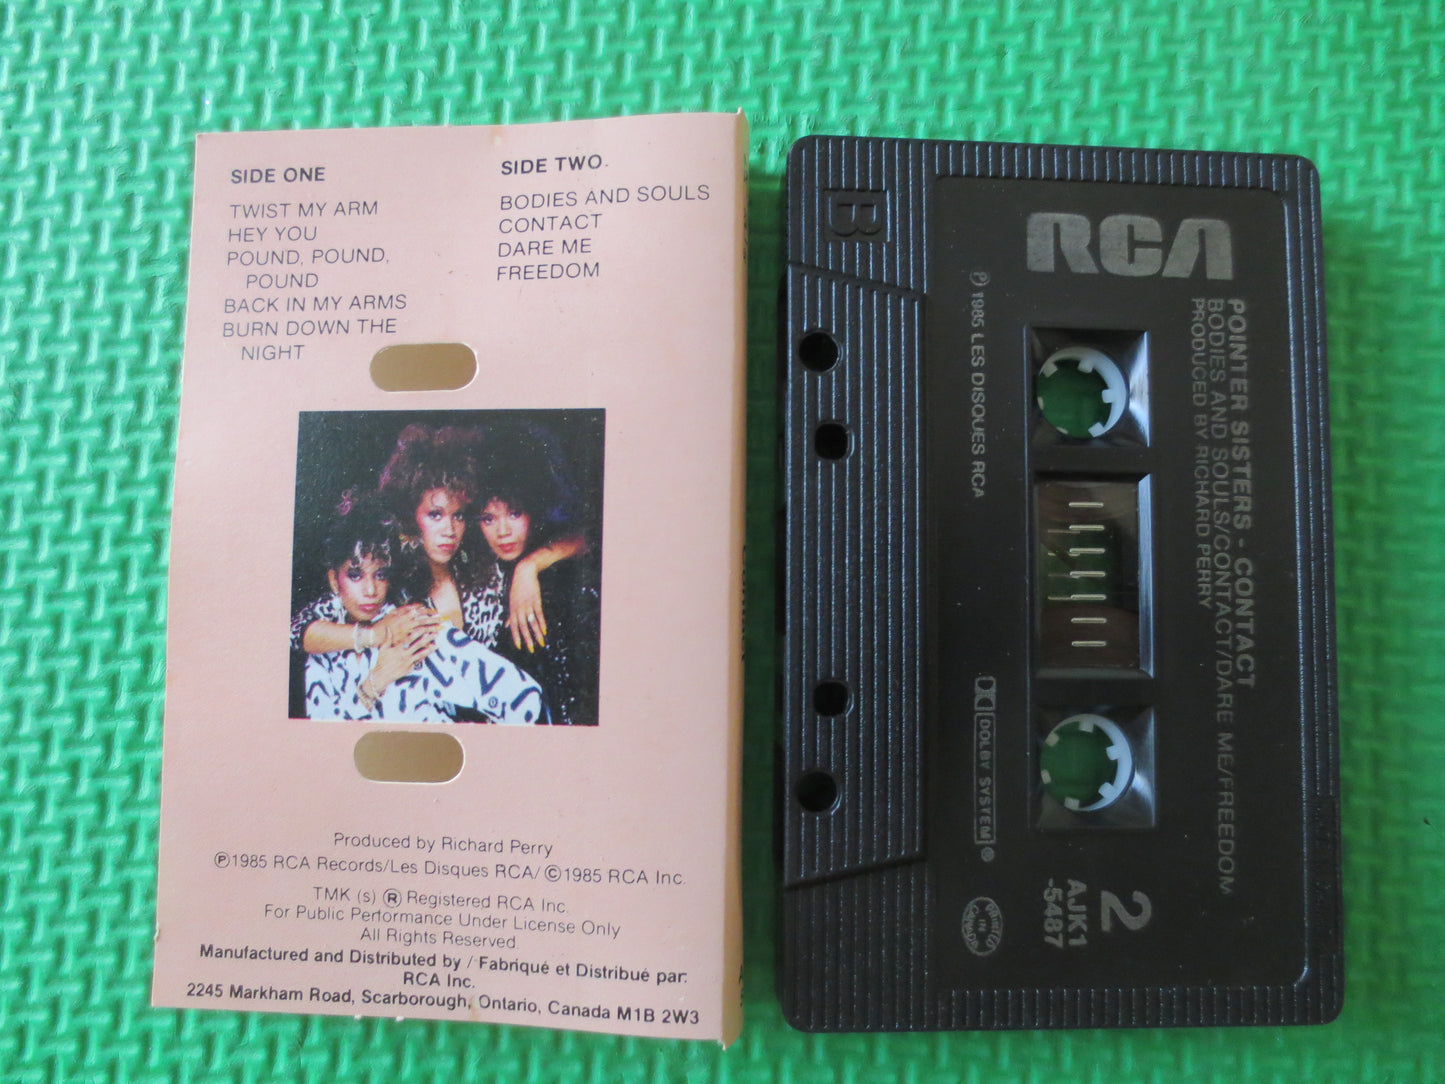 SIDE ONE
TWIST MY ARM
HEY YOU
POUND, POUND,
POUND
BACK IN MY ARMS
BURN DOWN THE
NIGHT
SIDE TWO
BODIES AND SOULS
CONTACT
DARE ME
FREEDOM
Produced by Richard Perry
℗1985 RCA Records/Les Disques RCA/©1985 RCA Inc.
TMK (s) ® Registered RCA Inc.
For Public Performance Under License Only
All Rights Reserved
Manufactured and Distributed by / Fabriqué et Distribué par:
RCA Inc.
2245 Markham Road, Scarborough, Ontario, Canada M1B 2W3
B
RCA
POINTER SISTERS - CONTACT
BODIES AND SOULS/CONTACT/DARE ME/FREEDOM
PRODUCED BY RICHARD PERRY
℗ 1985 LES DISQUES RCA
DOLBY SYSTEM ®
2
AJK1
-5487
IN
CANADA